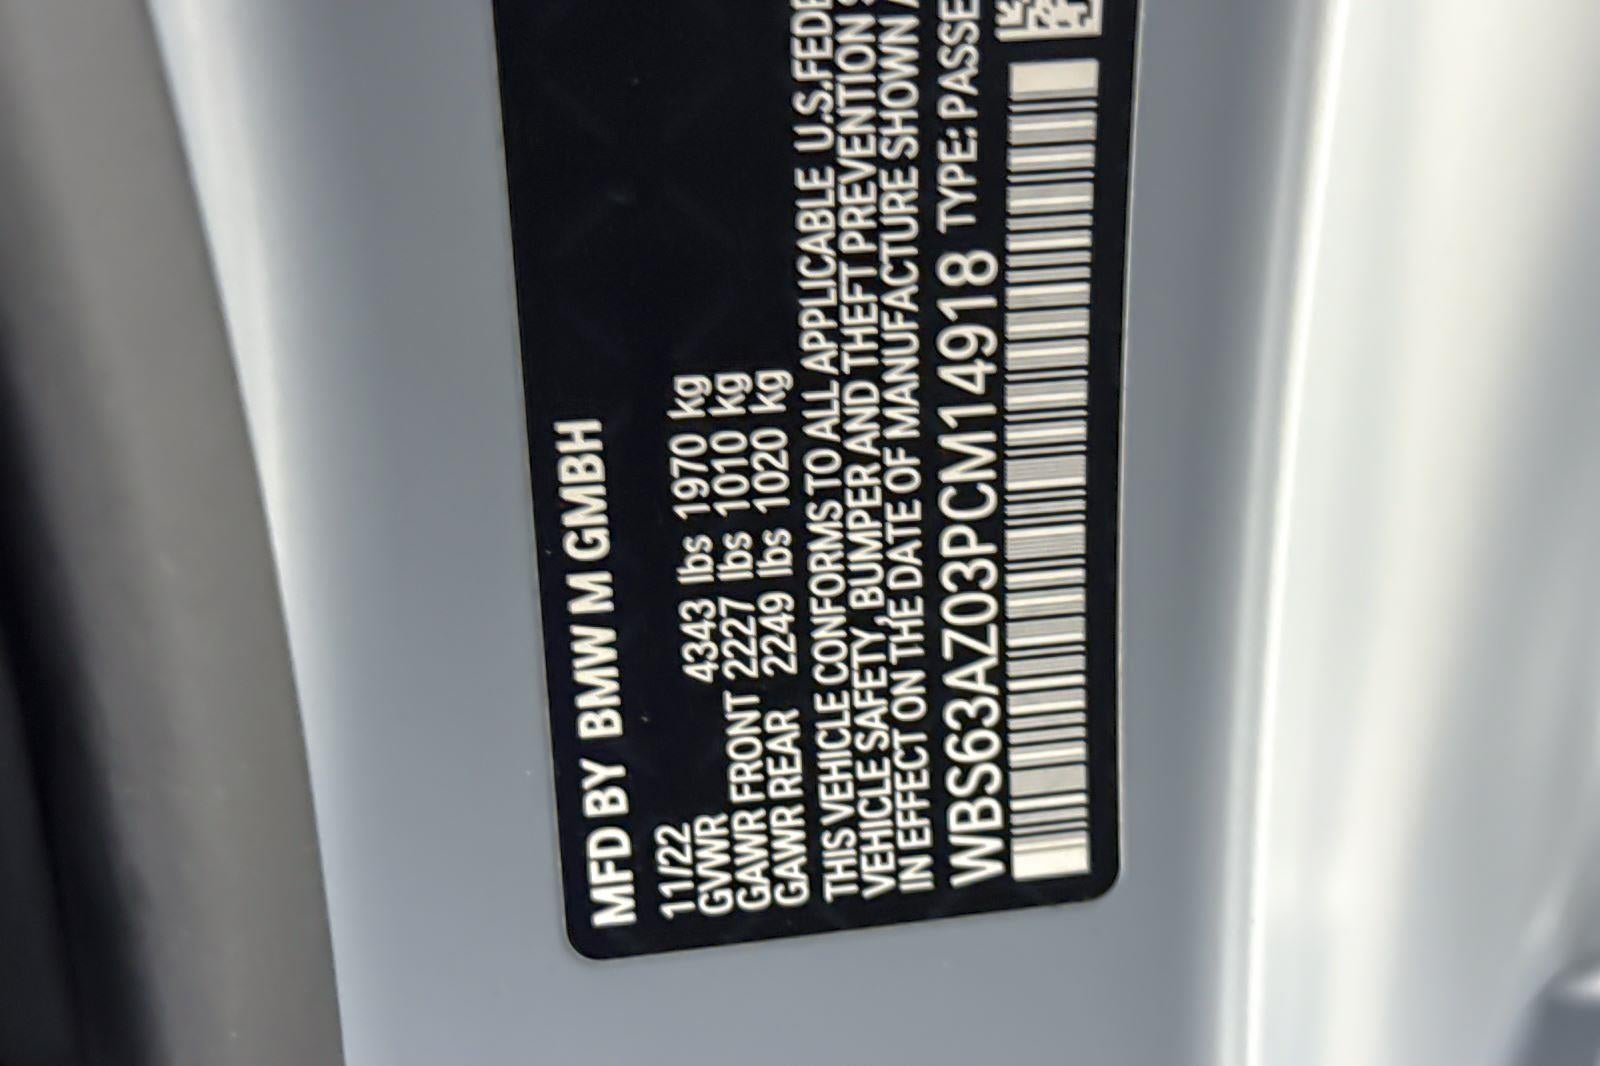 MFD BY BMW M GMBH
11/22
GVWR 4343 lbs 1970 kg
GAWR FRONT 2227 lbs 1010 kg
GAWR REAR 2249 lbs 1020 kg
THIS VEHICLE CONFORMS TO ALL APPLICABLE U.S.FEDE
VEHICLE SAFETY, BUMPER AND THEFT PREVENTION S
IN EFFECT ON THE DATE OF MANUFACTURE SHOWN A
WBS63AZ03PCM14918 TYPE: PASSE